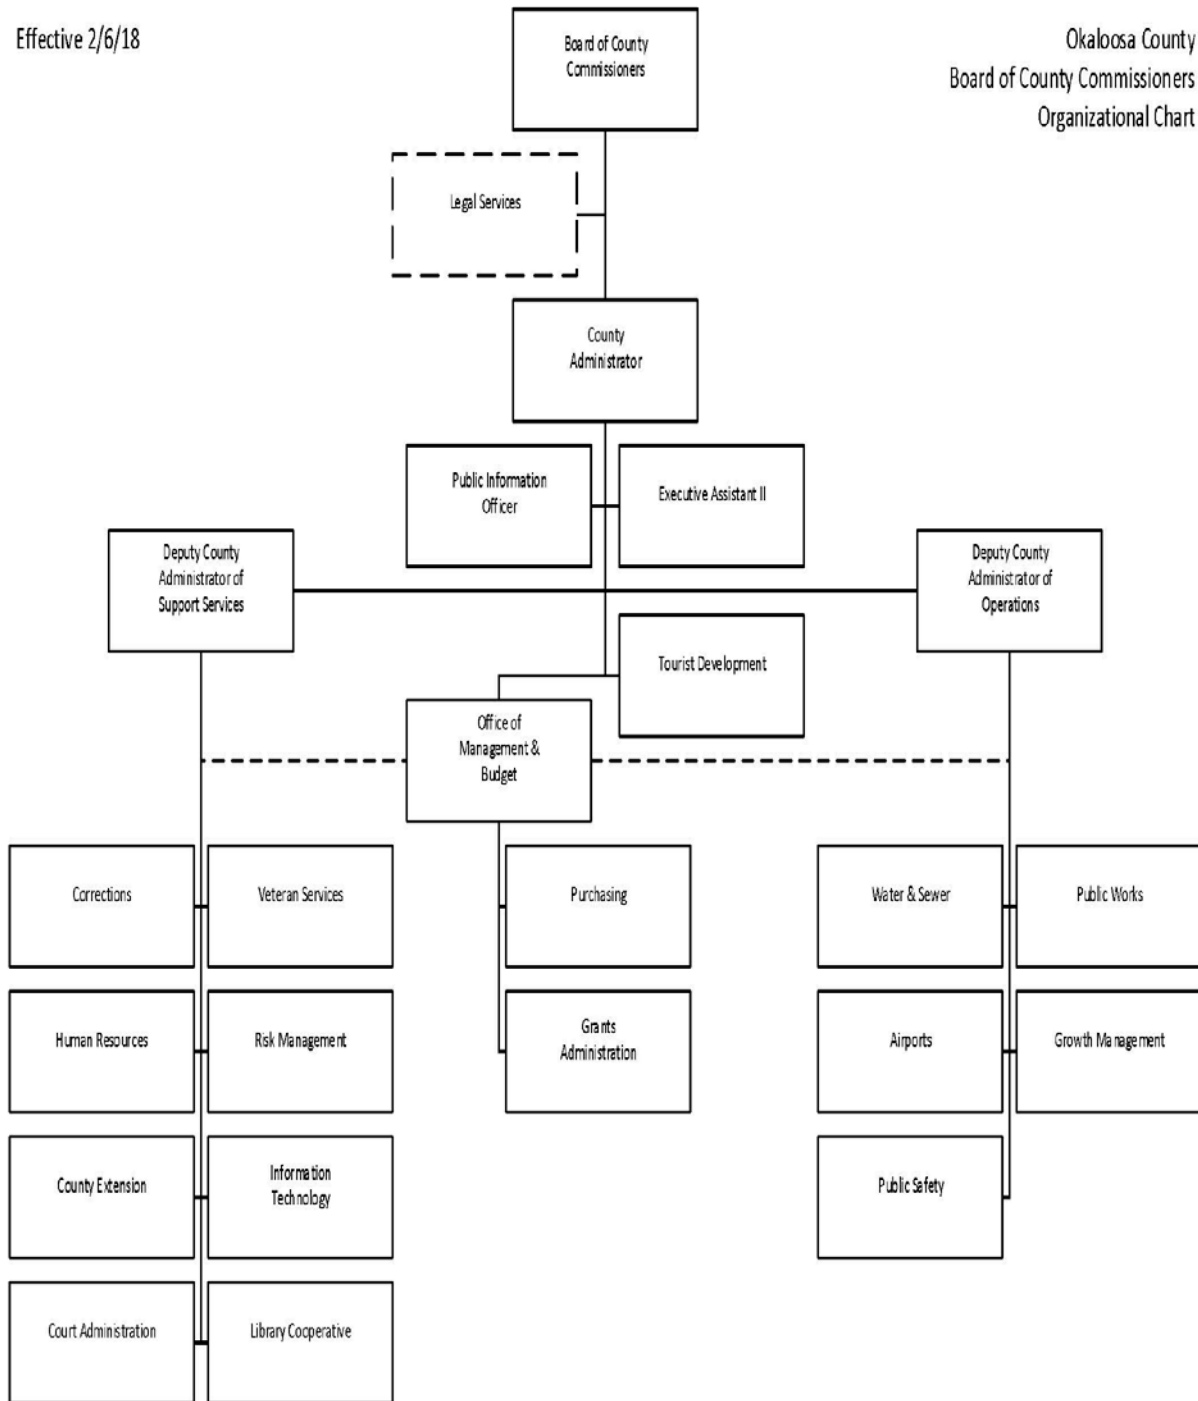 Effective 2/6/18
Okaloosa County
Board of County Commissioners
Organizational Chart
Board of County
Commissioners
Legal Services
County
Administrator
Public Information
Officer
Executive Assistant II
Deputy County
Administrator of
Support Services
Deputy County
Administrator of
Operations
Tourist Development
Office of
Management &
Budget
Corrections
Veteran Services
Purchasing
Water & Sewer
Public Works
Human Resources
Risk Management
Grants
Administration
Airports
Growth Management
County Extension
Information
Technology
Public Safety
Court Administration
Library Cooperative